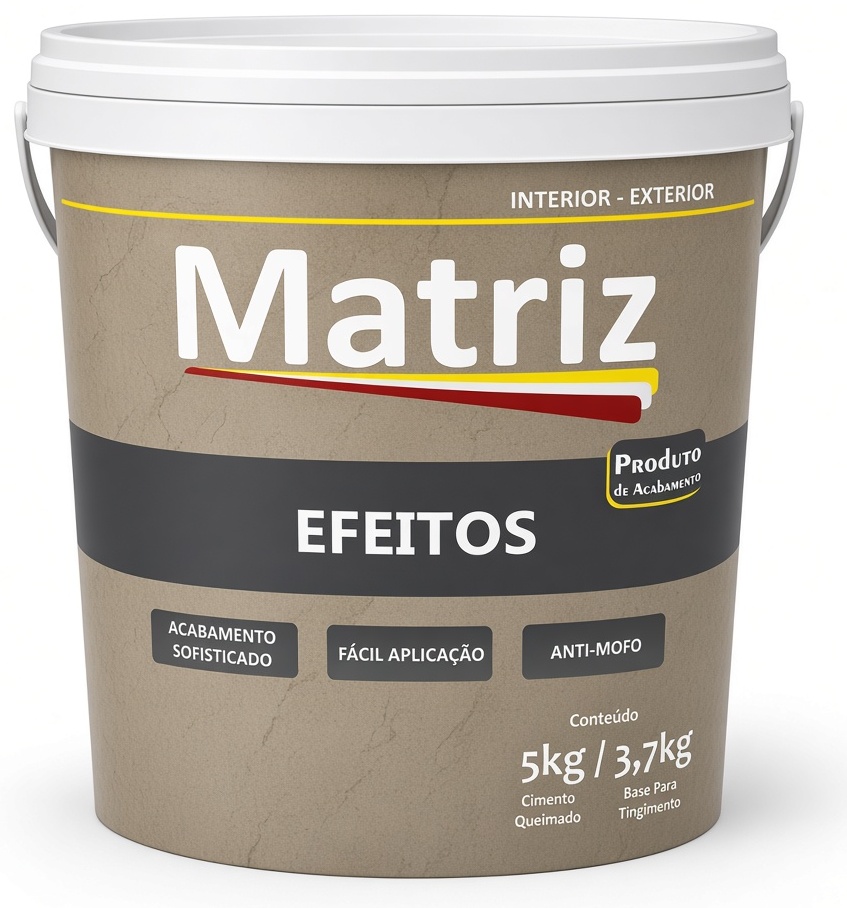 INTERIOR - EXTERIOR
Matriz
Produto
de Acabamento
EFEITOS
ACABAMENTO
SOFISTICADO
FÁCIL APLICAÇÃO
ANTI-MOFO
Conteúdo
5kg / 3,7kg
Cimento
Queimado
Base Para
Tingimento